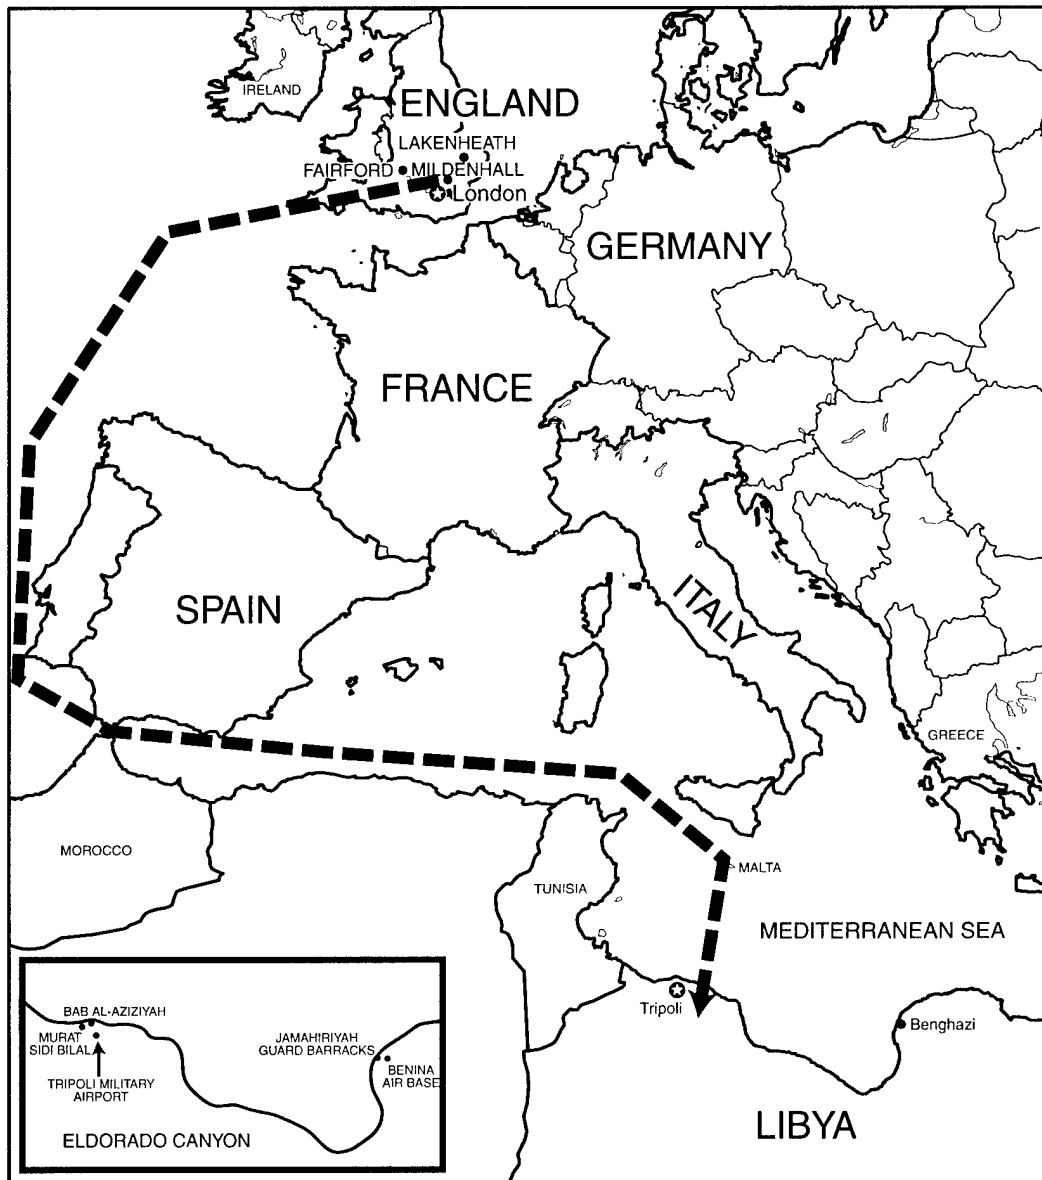 IRELAND
ENGLAND
LAKENHEATH
FAIRFORD
MILDENHALL
London
GERMANY
FRANCE
SPAIN
ITALY
GREECE
MOROCCO
TUNISIA
MALTA
MEDITERRANEAN SEA
Tripoli
Benghazi
LIBYA
BAB AL-AZIZIYAH
MURAT
SIDI BILAL
JAMAHIRIYAH
GUARD BARRACKS
BENINA
AIR BASE
TRIPOLI MILITARY
AIRPORT
ELDORADO CANYON